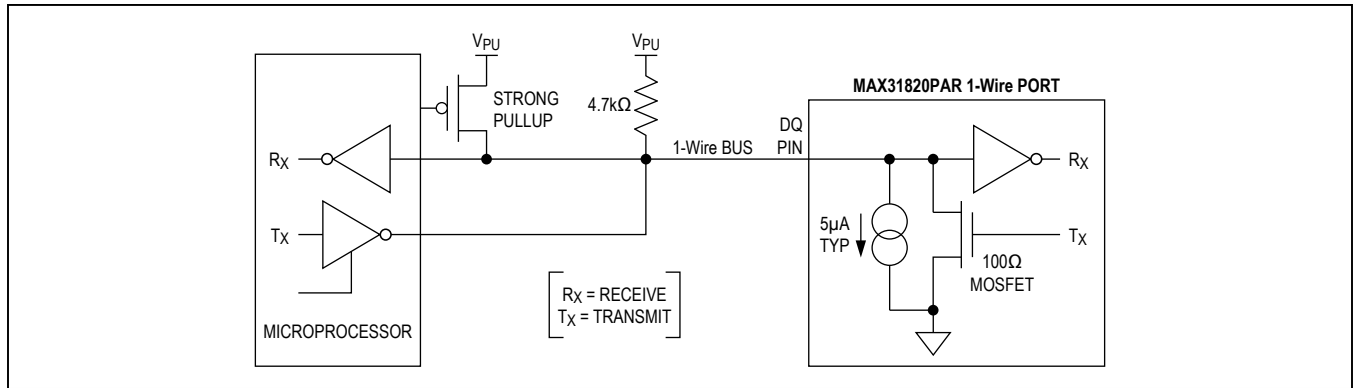 VPU
VPU
STRONG
PULLUP
4.7kΩ
MAX31820PAR 1-Wire PORT
DQ
PIN
1-Wire BUS
RX
RX
TX
5µA
TYP
TX
100Ω
MOSFET
RX = RECEIVE
TX = TRANSMIT
MICROPROCESSOR